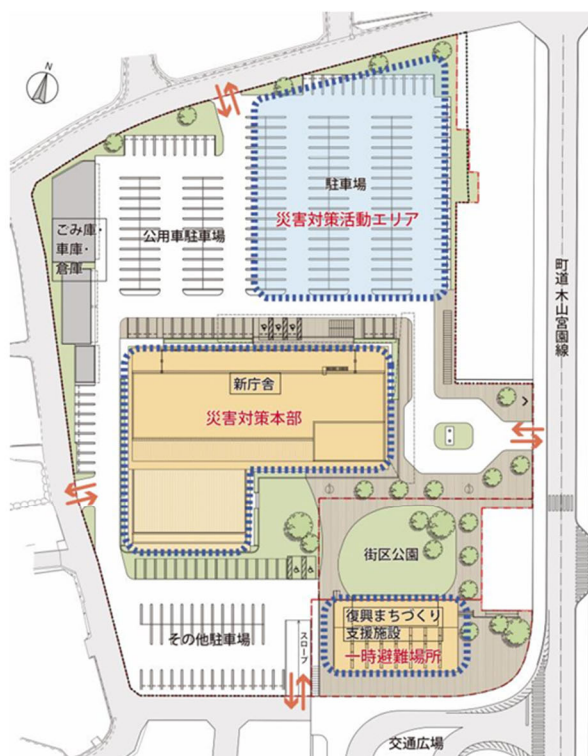 N
駐車場
災害対策活動エリア
公用車駐車場
ごみ庫・
車庫・
倉庫
町道木山宮園線
新庁舎
災害対策本部
街区公園
復興まちづくり
支援施設
一時避難場所
その他駐車場
スロープ
交通広場